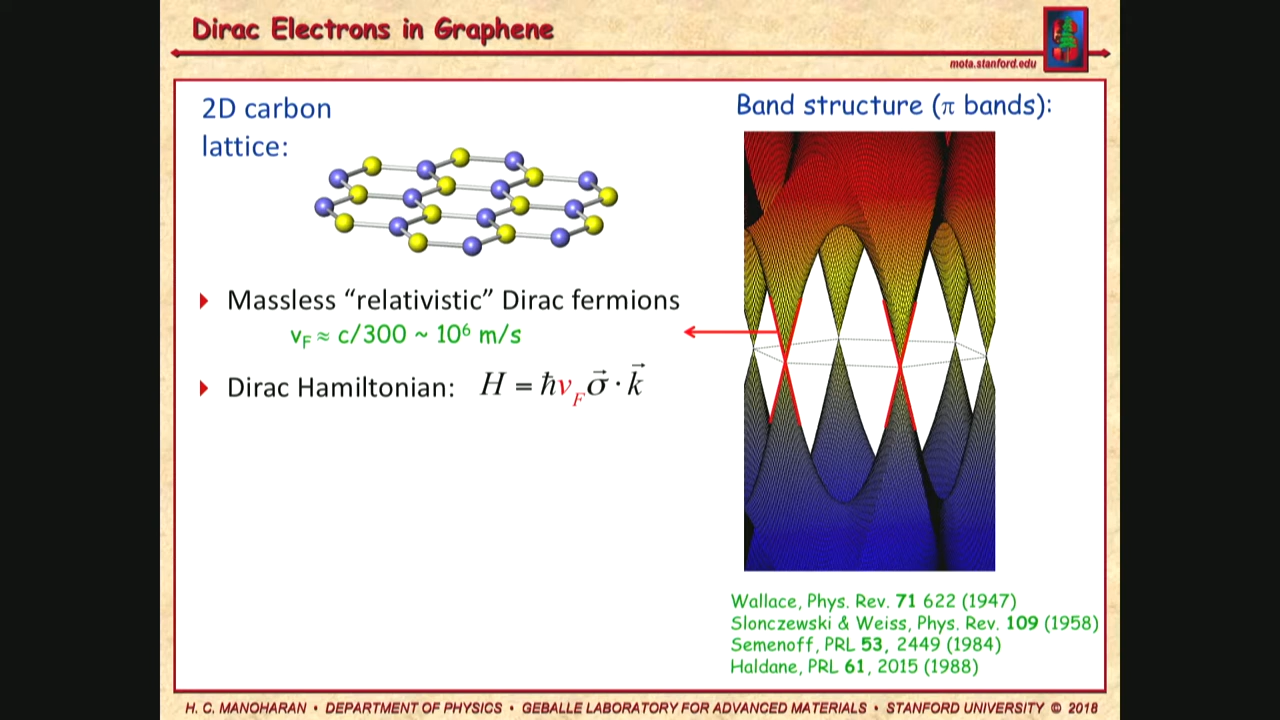 Dirac Electrons in Graphene
mota.stanford.edu
2D carbon
lattice:
Band structure (π bands):
Massless “relativistic” Dirac fermions
vF ≈ c/300 ~ 10⁶ m/s
Dirac Hamiltonian: H = ħvF σ⃗ · k⃗
Wallace, Phys. Rev. 71 622 (1947)
Slonczewski & Weiss, Phys. Rev. 109 (1958)
Semenoff, PRL 53, 2449 (1984)
Haldane, PRL 61, 2015 (1988)
H. C. MANOHARAN • DEPARTMENT OF PHYSICS • GEBALLE LABORATORY FOR ADVANCED MATERIALS • STANFORD UNIVERSITY © 2018